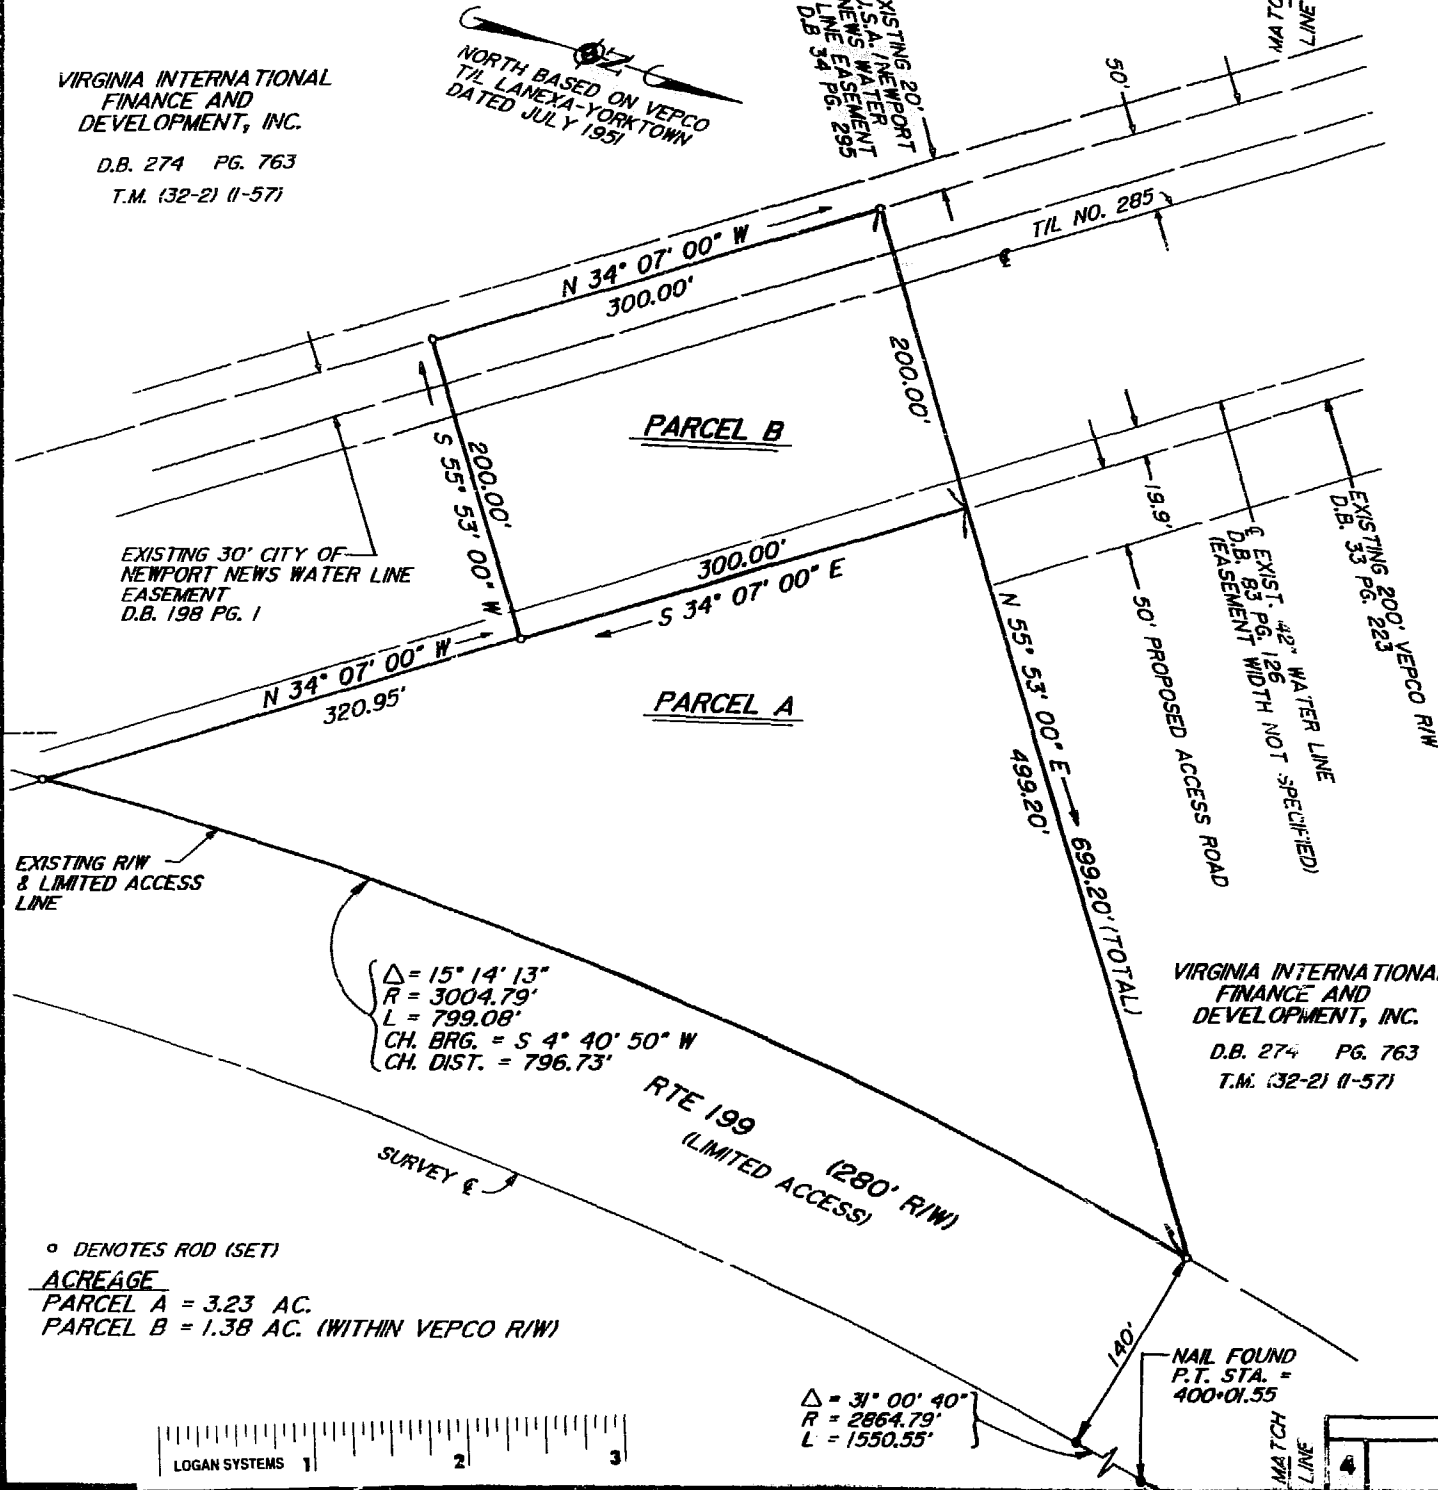 VIRGINIA INTERNATIONAL
FINANCE AND
DEVELOPMENT, INC.
D.B. 274 PG. 763
T.M. (32-2) (1-57)
NORTH BASED ON VEPCO
T/L LANEXA-YORKTOWN
DATED JULY 1951
EXISTING 20'
U.S.A. (NEWPORT
NEWS WATER
LINE EASEMENT
D.B. 34 PG. 295
50'
LINE
T/L NO. 285
N 34° 07' 00" W
300.00'
200.00'
PARCEL B
200.00'
S 55° 53' 00" W
EXISTING 30' CITY OF
NEWPORT NEWS WATER LINE
EASEMENT
D.B. 198 PG. 1
300.00'
S 34° 07' 00" E
N 34° 07' 00" W
320.95'
PARCEL A
N 55° 53' 00" E
499.20'
699.20' (TOTAL)
19.9'
50' PROPOSED ACCESS ROAD
℄ EXIST. 42" WATER LINE
D.B. 83 PG. 126
(EASEMENT WIDTH NOT SPECIFIED)
EXISTING 200' VEPCO R/W
D.B. 33 PG. 223
EXISTING R/W
& LIMITED ACCESS
LINE
Δ = 15° 14' 13"
R = 3004.79'
L = 799.08'
CH. BRG. = S 4° 40' 50" W
CH. DIST. = 796.73'
VIRGINIA INTERNATIONAL
FINANCE AND
DEVELOPMENT, INC.
D.B. 274 PG. 763
T.M. (32-2) (1-57)
RTE 199 (280' R/W)
(LIMITED ACCESS)
SURVEY ℄
° DENOTES ROD (SET)
ACREAGE
PARCEL A = 3.23 AC.
PARCEL B = 1.38 AC. (WITHIN VEPCO R/W)
140'
NAIL FOUND
P.T. STA. =
400+01.55
Δ = 31° 00' 40"
R = 2864.79'
L = 1550.55'
MATCH
LINE
4
LOGAN SYSTEMS 1 2 3